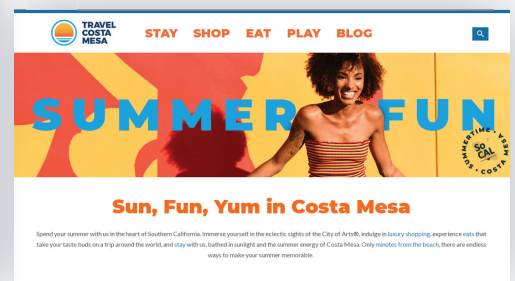 TRAVEL
COSTA
MESA
STAY SHOP EAT PLAY BLOG
SUMMER FUN
SUMMERTIME • COSTA MESA •
So
CAL
Sun, Fun, Yum in Costa Mesa
Spend your summer with us in the heart of Southern California. Immerse yourself in the eclectic sights of the City of Arts®, indulge in luxury shopping, experience eats that
take your taste buds on a trip around the world, and stay with us, bathed in sunlight and the summer energy of Costa Mesa. Only minutes from the beach, there are endless
ways to make your summer memorable.